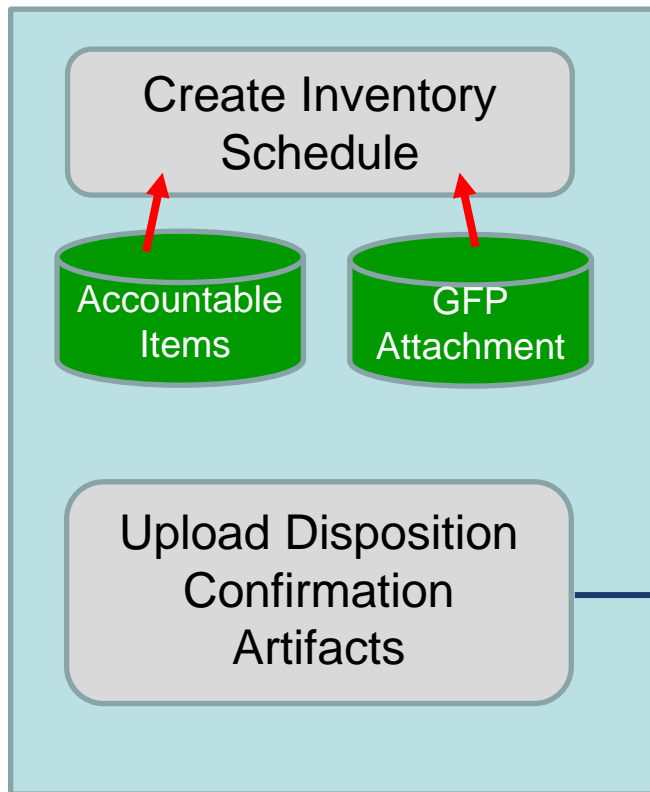 Create Inventory
Schedule
Accountable
Items
GFP
Attachment
Upload Disposition
Confirmation
Artifacts